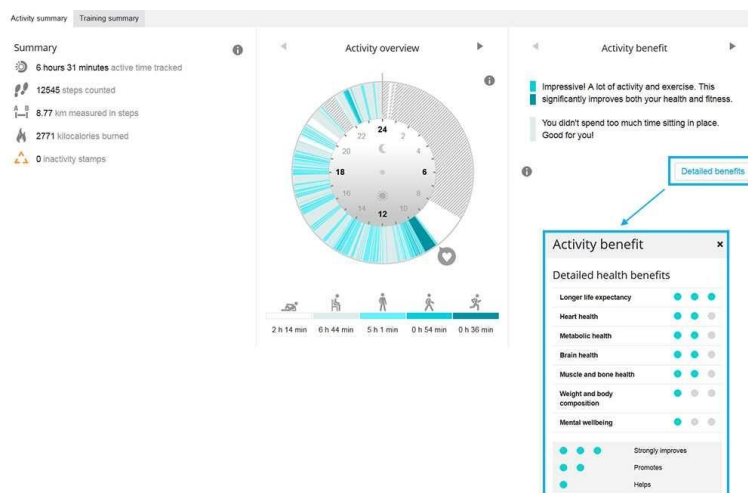 Activity summary
Training summary
Summary
6 hours 31 minutes active time tracked
12545 steps counted
A B
8.77 km measured in steps
2771 kilocalories burned
0 inactivity stamps
Activity overview
24
22
2
20
4
18
6
16
8
14
10
12
2 h 14 min
6 h 44 min
5 h 1 min
0 h 54 min
0 h 36 min
Activity benefit
Impressive! A lot of activity and exercise. This
significantly improves both your health and fitness.
You didn't spend too much time sitting in place.
Good for you!
Detailed benefits
Activity benefit
Detailed health benefits
Longer life expectancy
Heart health
Metabolic health
Brain health
Muscle and bone health
Weight and body
composition
Mental wellbeing
Strongly improves
Promotes
Helps